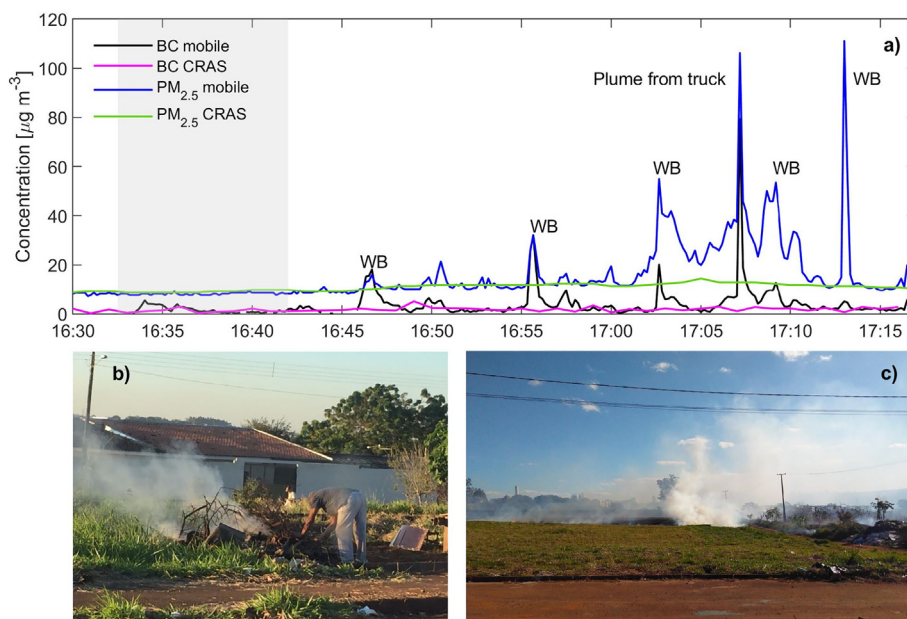 120
100
80
60
40
20
0
Concentration [µg m⁻³]
a)
BC mobile
BC CRAS
PM₂.₅ mobile
PM₂.₅ CRAS
WB
WB
WB
Plume from truck
WB
WB
16:30 16:35 16:40 16:45 16:50 16:55 17:00 17:05 17:10 17:15
b)
c)